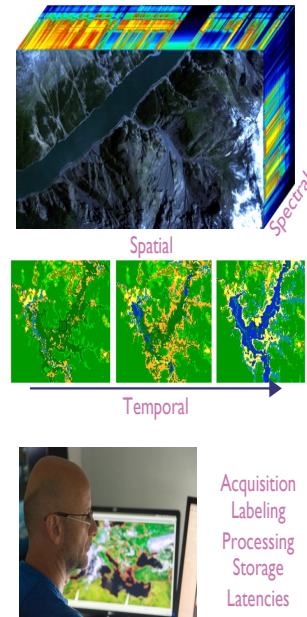 Spatial
Spectral
Temporal
Acquisition
Labeling
Processing
Storage
Latencies